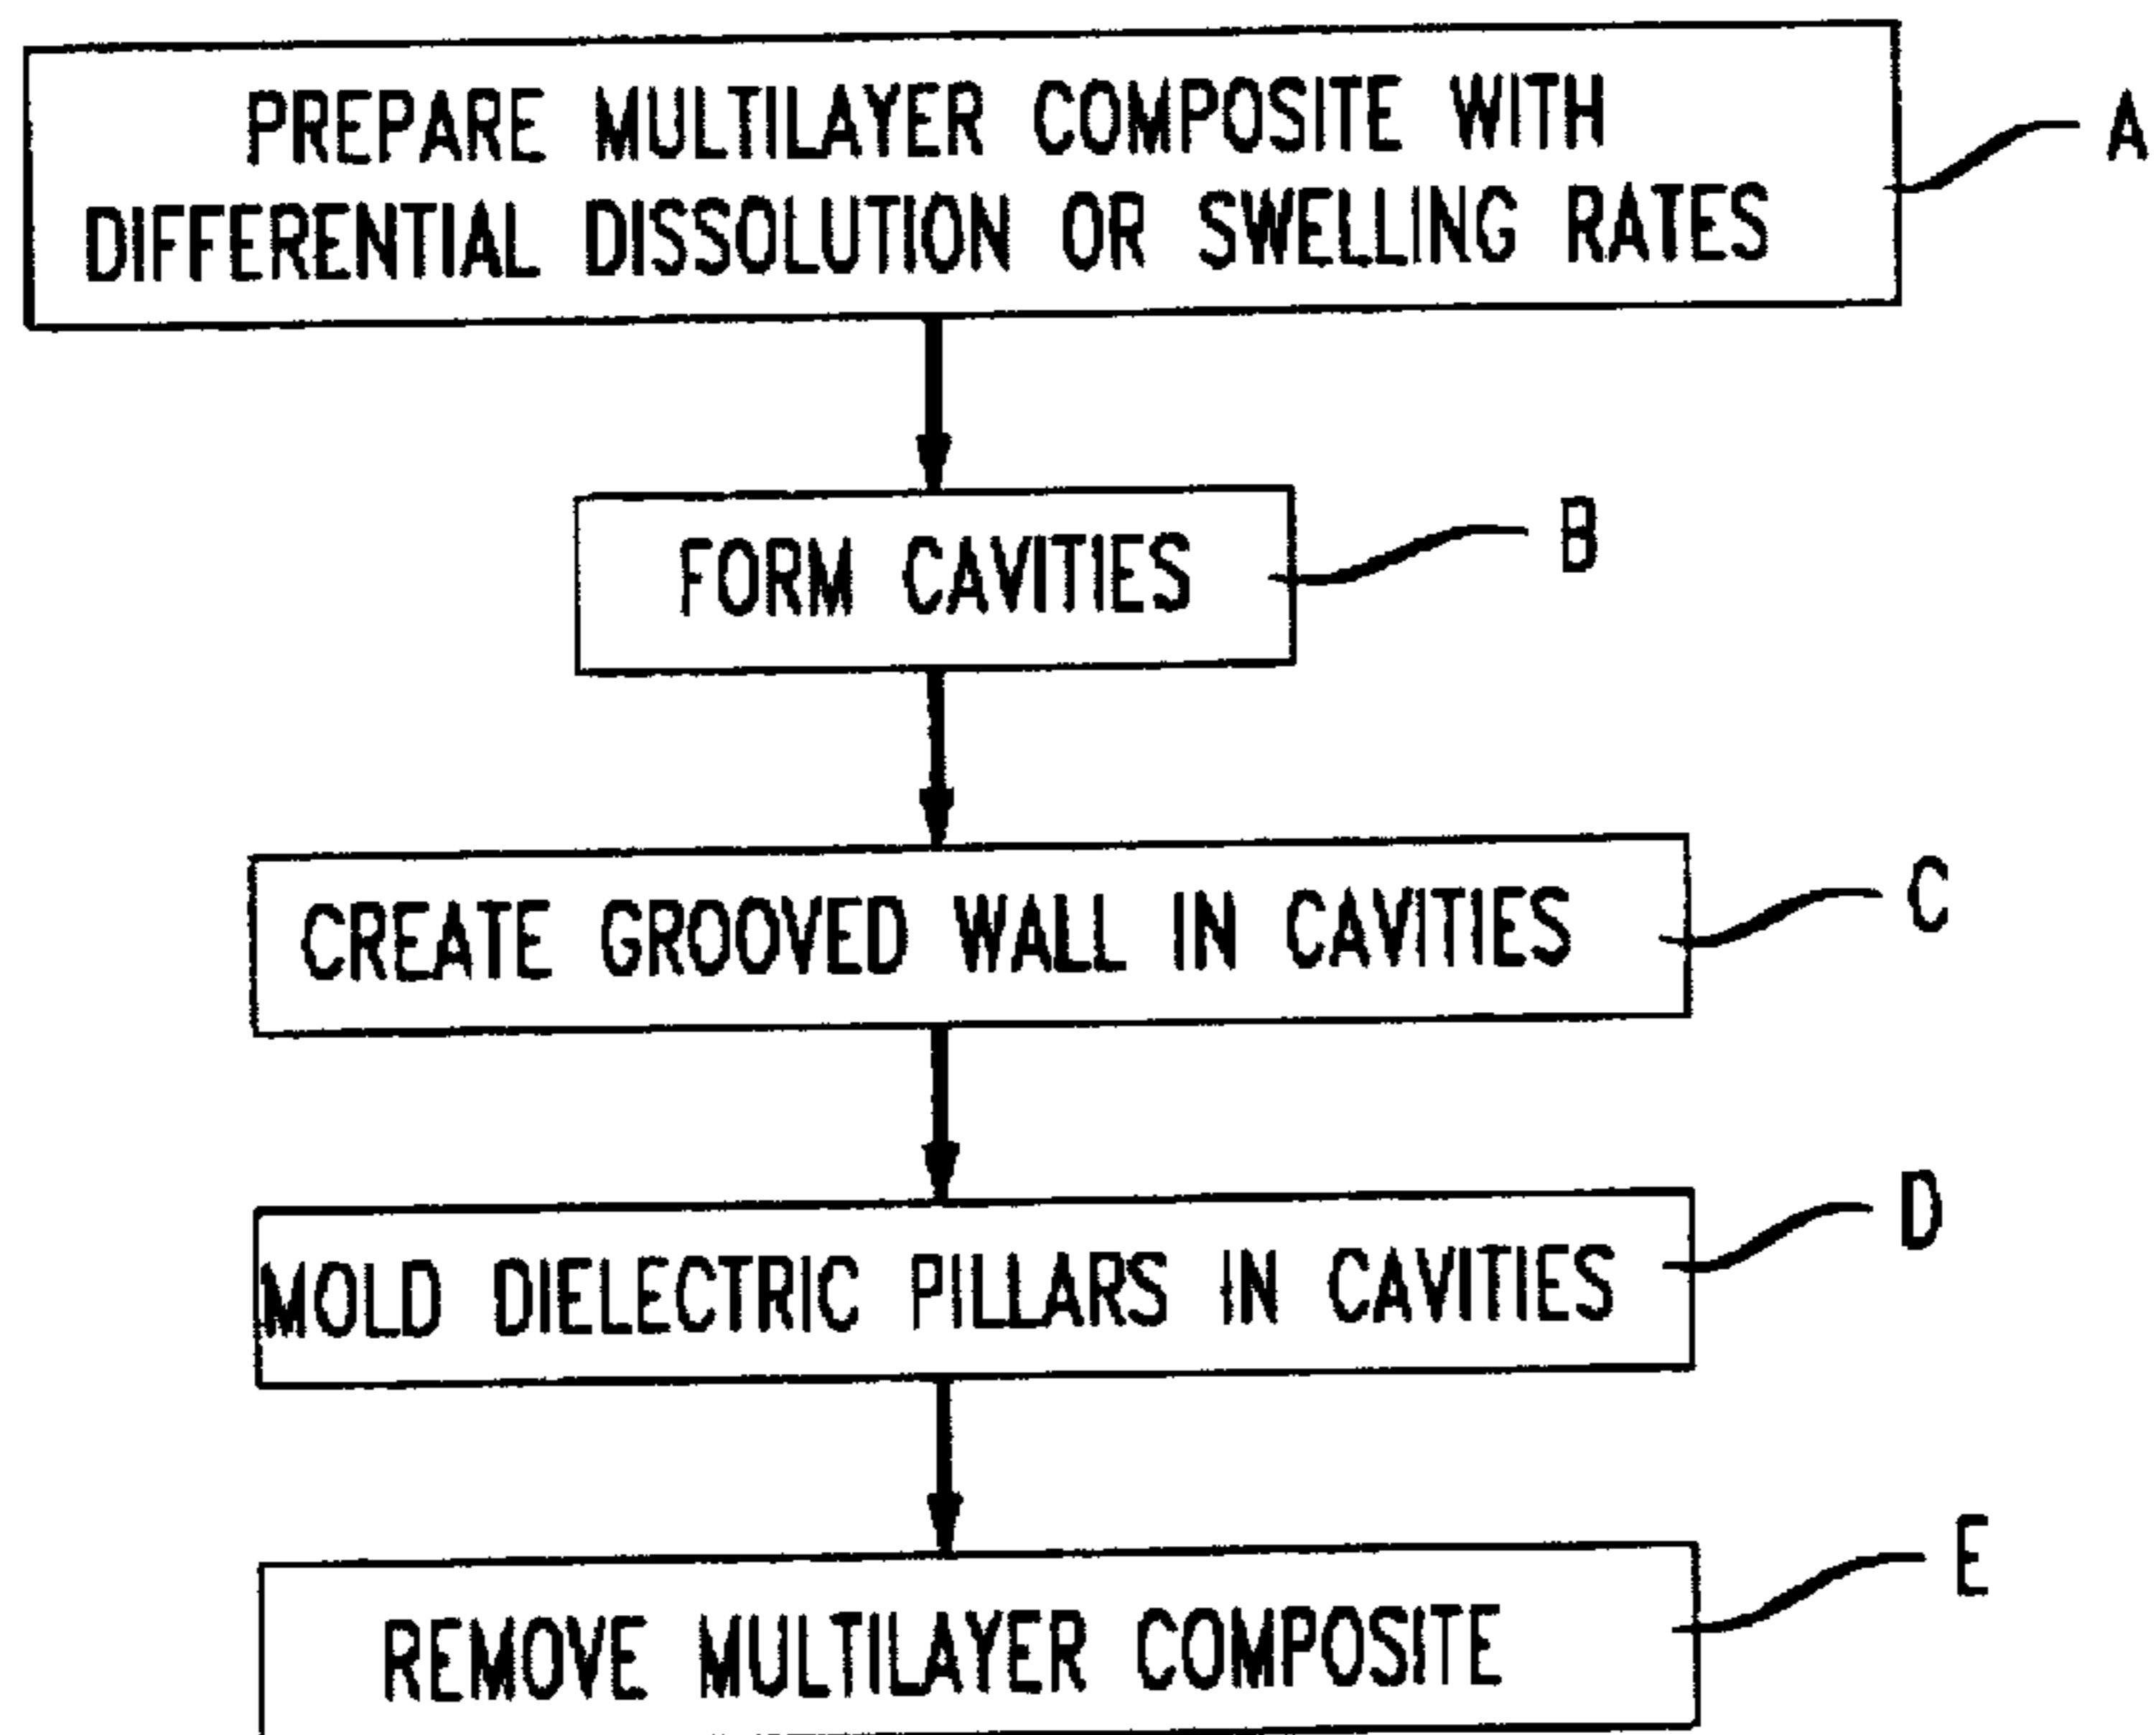 PREPARE MULTILAYER COMPOSITE WITH
DIFFERENTIAL DISSOLUTION OR SWELLING RATES
A
FORM CAVITIES
B
CREATE GROOVED WALL IN CAVITIES
C
MOLD DIELECTRIC PILLARS IN CAVITIES
D
REMOVE MULTILAYER COMPOSITE
E